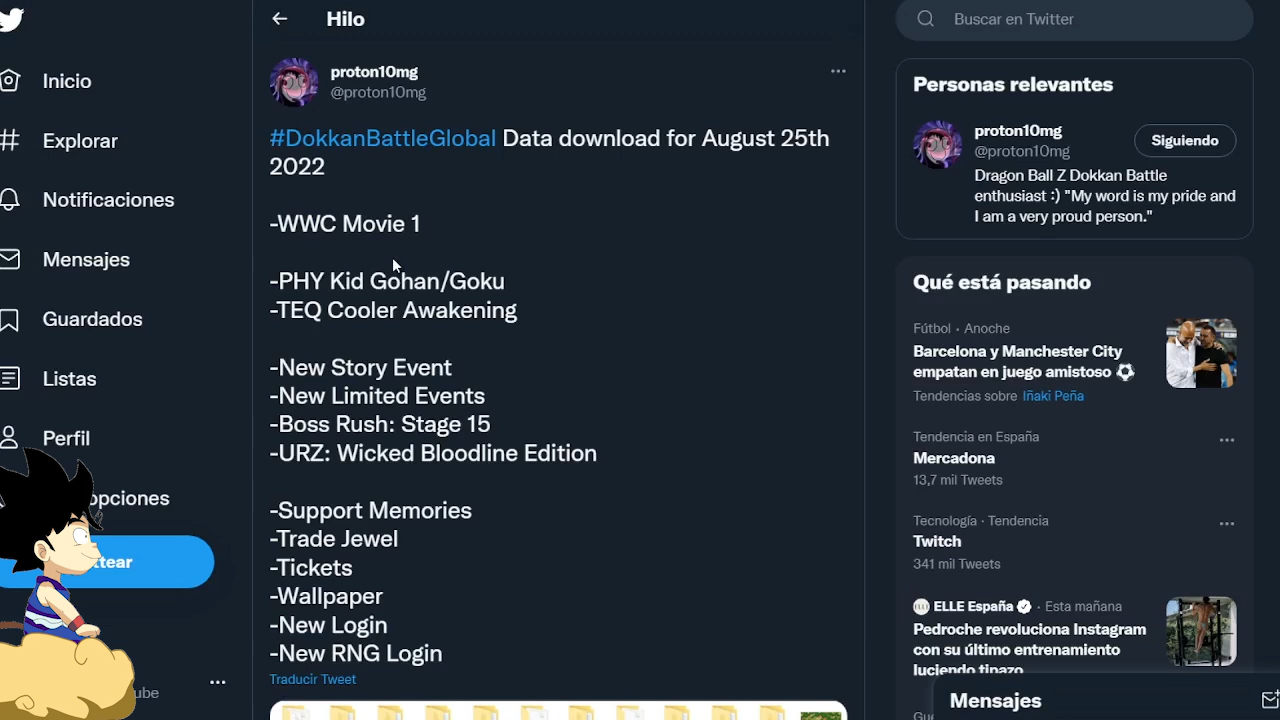 Hilo
Buscar en Twitter
Inicio
Explorar
Notificaciones
Mensajes
Guardados
Listas
Perfil
opciones
ttear
ube
proton10mg
@proton10mg
#DokkanBattleGlobal Data download for August 25th
2022
-WWC Movie 1
-PHY Kid Gohan/Goku
-TEQ Cooler Awakening
-New Story Event
-New Limited Events
-Boss Rush: Stage 15
-URZ: Wicked Bloodline Edition
-Support Memories
-Trade Jewel
-Tickets
-Wallpaper
-New Login
-New RNG Login
Traducir Tweet
Personas relevantes
proton10mg
@proton10mg
Siguiendo
Dragon Ball Z Dokkan Battle
enthusiast :) "My word is my pride and
I am a very proud person."
Qué está pasando
Fútbol · Anoche
Barcelona y Manchester City
empatan en juego amistoso ⚽
Tendencias sobre Iñaki Peña
Tendencia en España
Mercadona
13,7 mil Tweets
Tecnología · Tendencia
Twitch
341 mil Tweets
ELLE España · Esta mañana
Pedroche revoluciona Instagram
con su último entrenamiento
luciendo tipazo
Mensajes